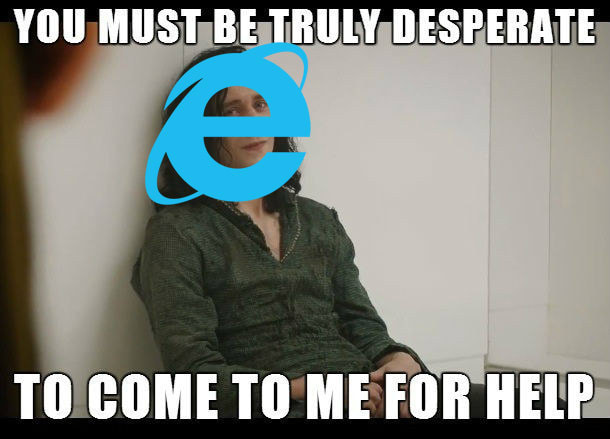 YOU MUST BE TRULY DESPERATE
TO COME TO ME FOR HELP